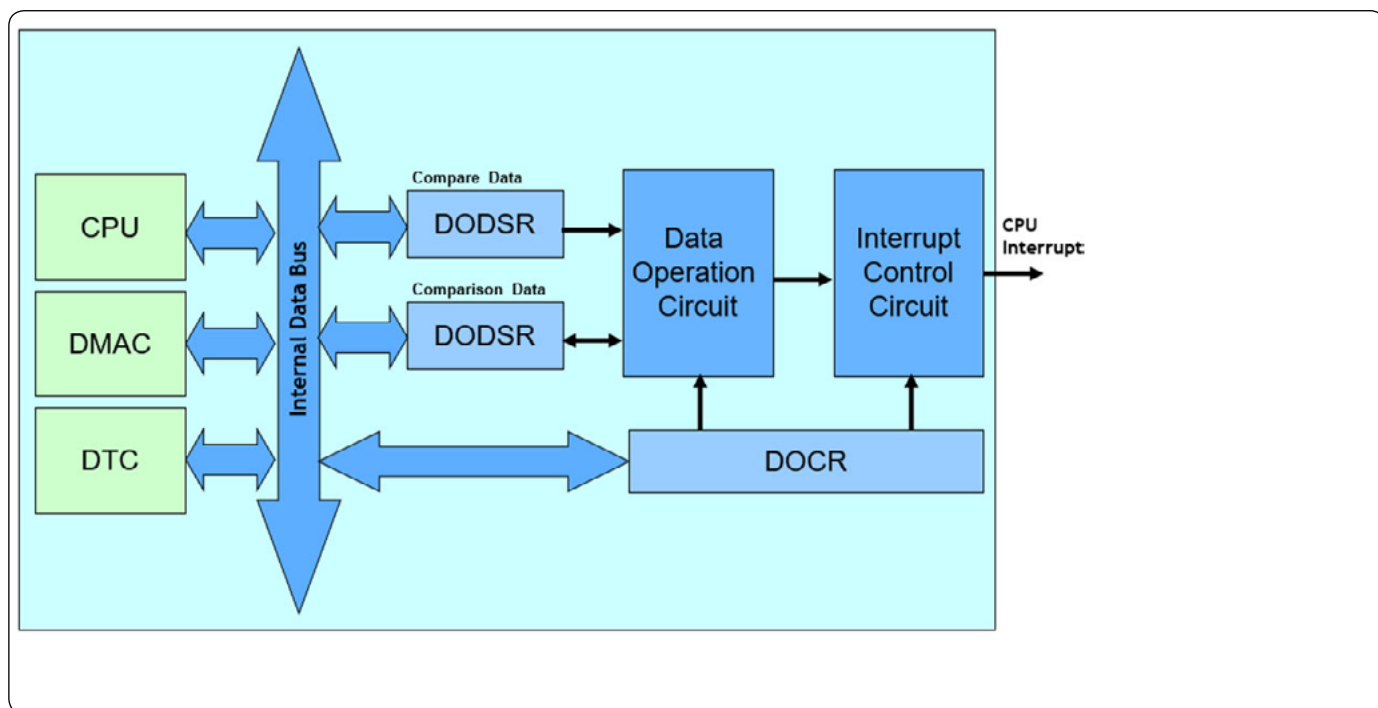 Compare Data
CPU
DODSR
Data
Operation
Circuit
Interrupt
Control
Circuit
CPU
Interrupt:
Internal Data Bus
Comparison Data
DMAC
DODSR
DTC
DOCR